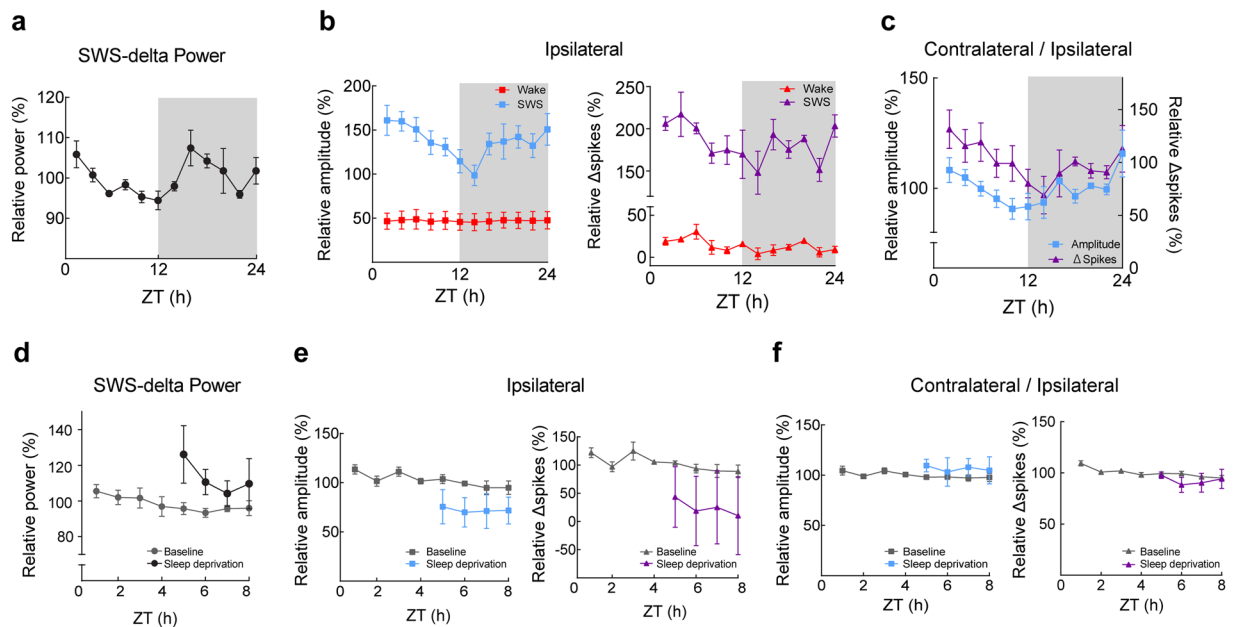 a
SWS-delta Power
Relative power (%)
120
110
100
90
0
12
24
ZT (h)
b
Ipsilateral
Relative amplitude (%)
200
150
100
50
0
12
24
ZT (h)
Wake
SWS
Relative Δspikes (%)
250
200
150
50
0
0
12
24
ZT (h)
Wake
SWS
c
Contralateral / Ipsilateral
Relative amplitude (%)
150
100
0
12
24
ZT (h)
Relative Δspikes (%)
150
100
50
0
Amplitude
Δ Spikes
d
SWS-delta Power
Relative power (%)
140
120
100
80
0
2
4
6
8
ZT (h)
Baseline
Sleep deprivation
e
Ipsilateral
Relative amplitude (%)
150
100
50
0
2
4
6
8
ZT (h)
Baseline
Sleep deprivation
Relative Δspikes (%)
150
100
50
0
-50
0
2
4
6
8
ZT (h)
Baseline
Sleep deprivation
f
Contralateral / Ipsilateral
Relative amplitude (%)
150
100
50
0
2
4
6
8
ZT (h)
Baseline
Sleep deprivation
Relative Δspikes (%)
150
100
50
0
2
4
6
8
ZT (h)
Baseline
Sleep deprivation